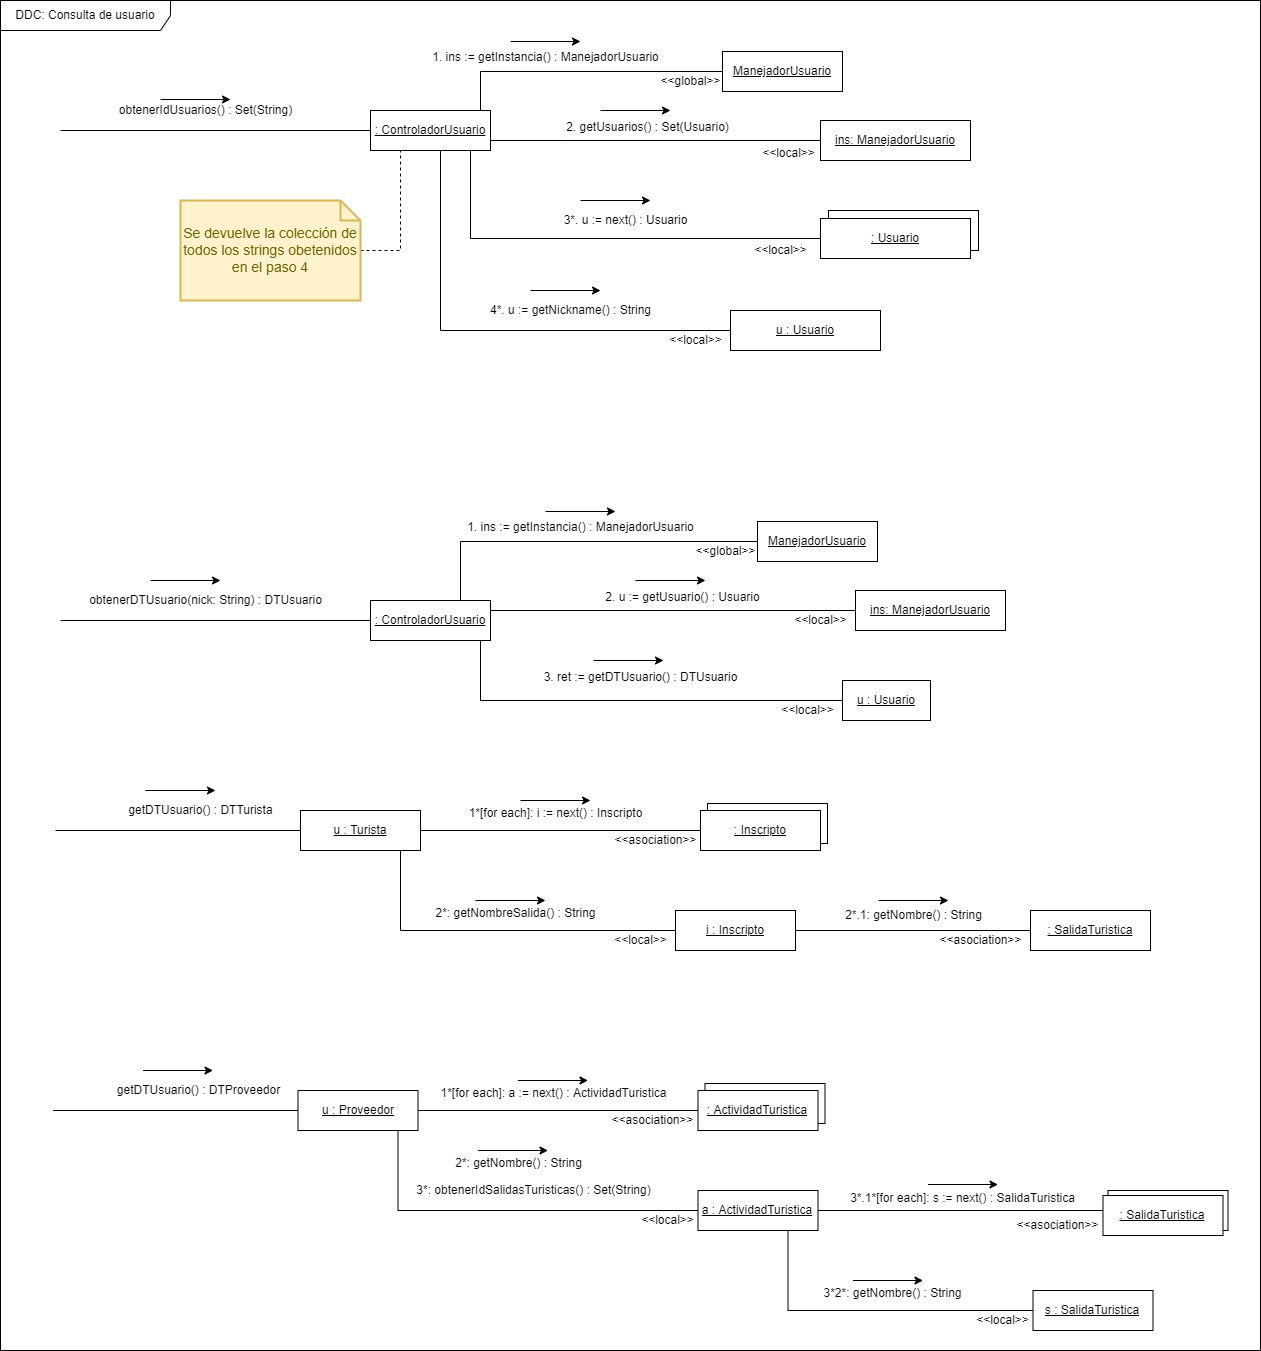 DDC: Consulta de usuario
1. ins := getInstancia() : ManejadorUsuario
ManejadorUsuario
<<global>>
obtenerIdUsuarios() : Set(String)
: ControladorUsuario
2. getUsuarios() : Set(Usuario)
ins: ManejadorUsuario
<<local>>
Se devuelve la colección de
todos los strings obetenidos
en el paso 4
3*. u := next() : Usuario
: Usuario
<<local>>
4*. u := getNickname() : String
u : Usuario
<<local>>
1. ins := getInstancia() : ManejadorUsuario
ManejadorUsuario
<<global>>
obtenerDTUsuario(nick: String) : DTUsuario
: ControladorUsuario
2. u := getUsuario() : Usuario
ins: ManejadorUsuario
<<local>>
3. ret := getDTUsuario() : DTUsuario
u : Usuario
<<local>>
getDTUsuario() : DTTurista
u : Turista
1*[for each]: i := next() : Inscripto
: Inscripto
<<asociation>>
2*: getNombreSalida() : String
i : Inscripto
<<local>>
2*.1: getNombre() : String
: SalidaTuristica
<<asociation>>
getDTUsuario() : DTProveedor
u : Proveedor
1*[for each]: a := next() : ActividadTuristica
: ActividadTuristica
<<asociation>>
2*: getNombre() : String
3*: obtenerIdSalidasTuristicas() : Set(String)
a : ActividadTuristica
<<local>>
3*.1*[for each]: s := next() : SalidaTuristica
: SalidaTuristica
<<asociation>>
3*2*: getNombre() : String
s : SalidaTuristica
<<local>>